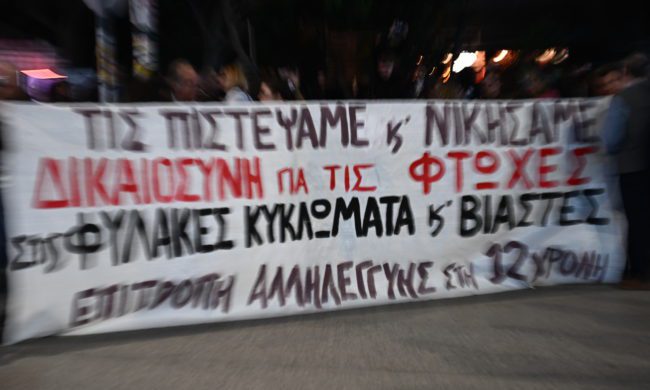 ΤΙΣ ΠΙΣΤΕΨΑΜΕ κ' ΝΙΚΗΣΑΜΕ
ΔΙΚΑΙΟΣΥΝΗ ΓΙΑ ΤΙΣ ΦΤΩΧΕΣ
ΣΤΙΣ ΦΥΛΑΚΕΣ ΚΥΚΛΩΜΑΤΑ κ' ΒΙΑΣΤΕΣ
ΕΠΙΤΡΟΠΗ ΑΛΛΗΛΕΓΓΥΗΣ ΣΤΗ 12ΧΡΟΝΗ